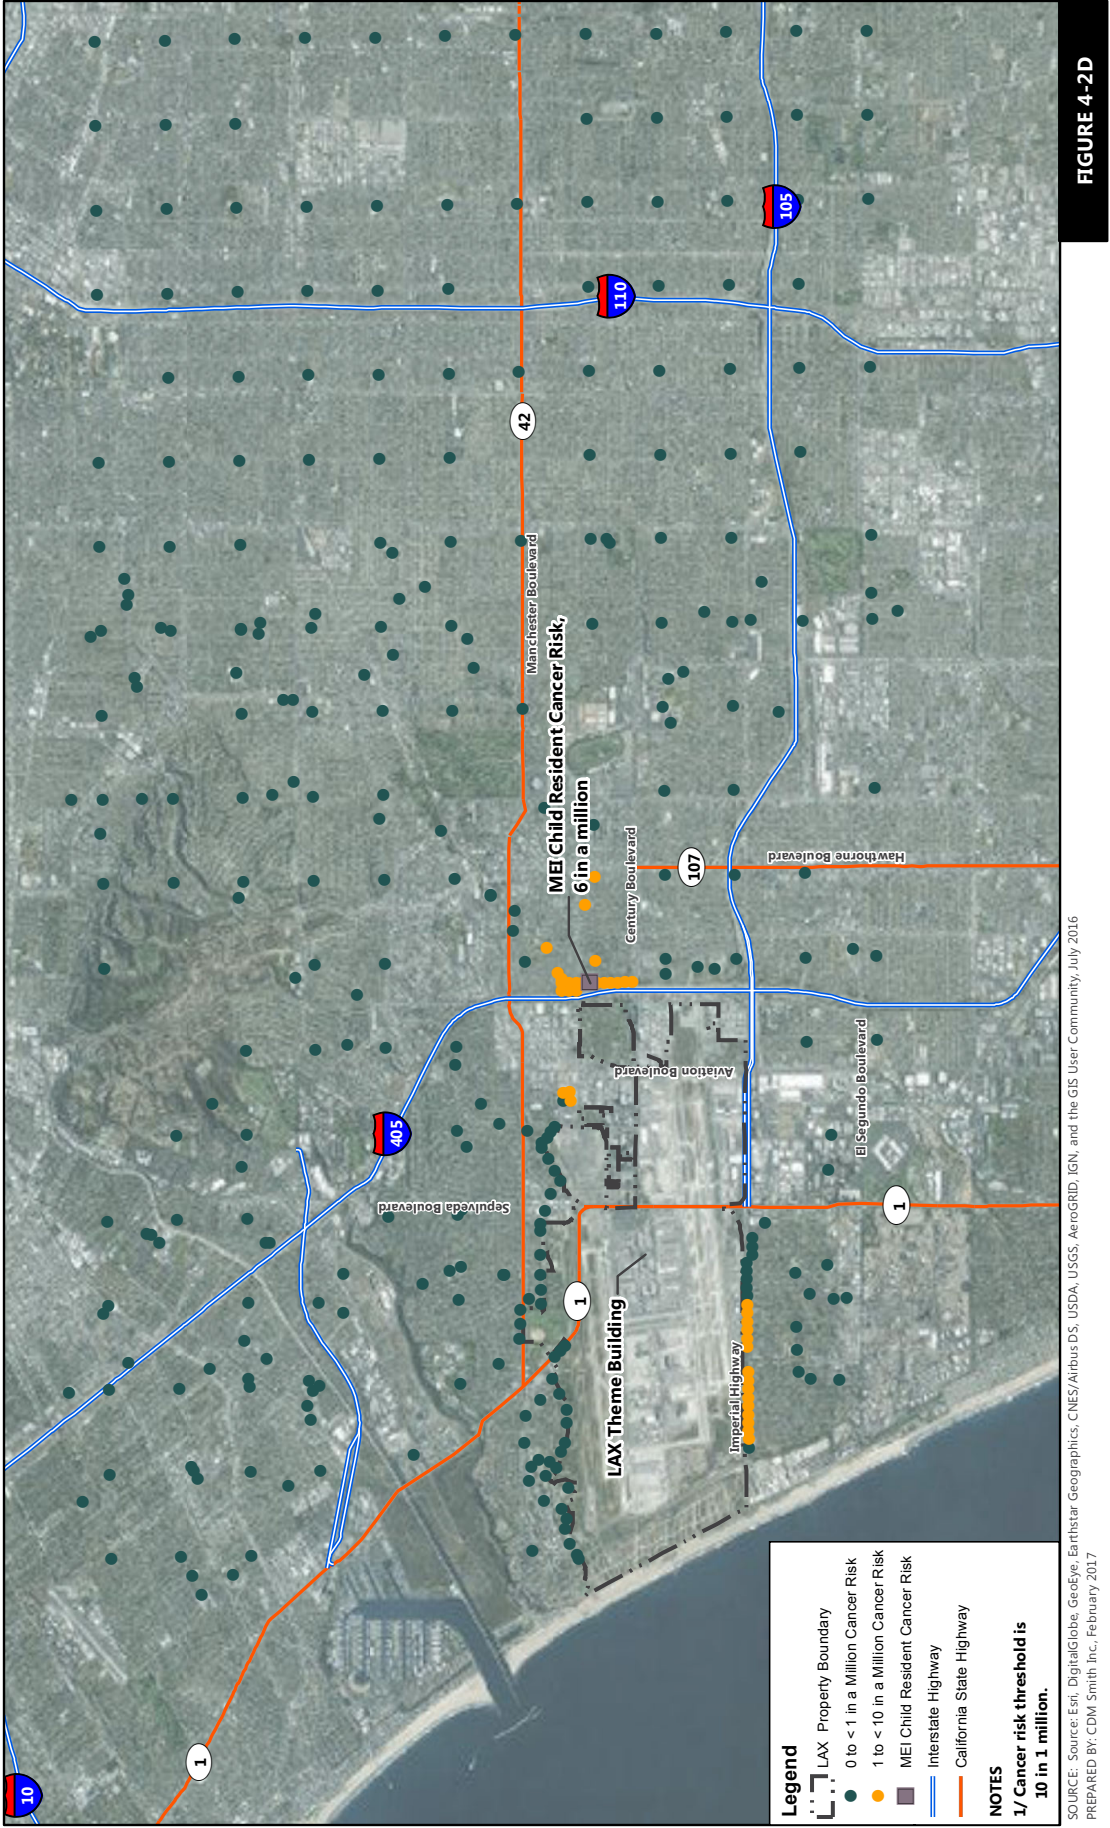 10
1
405
110
105
42
Manchester Boulevard
MEI Child Resident Cancer Risk,
6 in a million
Century Boulevard
107
Hawthorne Boulevard
Aviation Boulevard
Sepulveda Boulevard
El Segundo Boulevard
1
1
LAX Theme Building
Imperial Highway
Legend
LAX Property Boundary
0 to < 1 in a Million Cancer Risk
1 to < 10 in a Million Cancer Risk
MEI Child Resident Cancer Risk
Interstate Highway
California State Highway
NOTES
1/ Cancer risk threshold is
10 in 1 million.
SOURCE: Source: Esri, DigitalGlobe, GeoEye, Earthstar Geographics, CNES/Airbus DS, USDA, USGS, AeroGRID, IGN, and the GIS User Community, July 2016
PREPARED BY: CDM Smith Inc., February 2017
FIGURE 4-2D